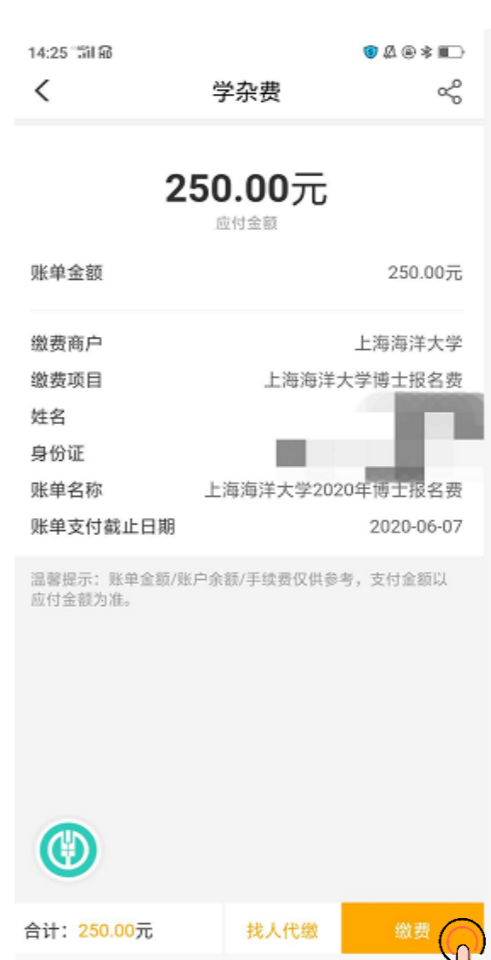 14:25
学杂费
250.00元
应付金额
账单金额 250.00元
缴费商户 上海海洋大学
缴费项目 上海海洋大学博士报名费
姓名
身份证
账单名称 上海海洋大学2020年博士报名费
账单支付截止日期 2020-06-07
温馨提示：账单金额/账户余额/手续费仅供参考，支付金额以
应付金额为准。
合计：250.00元 找人代缴 缴费